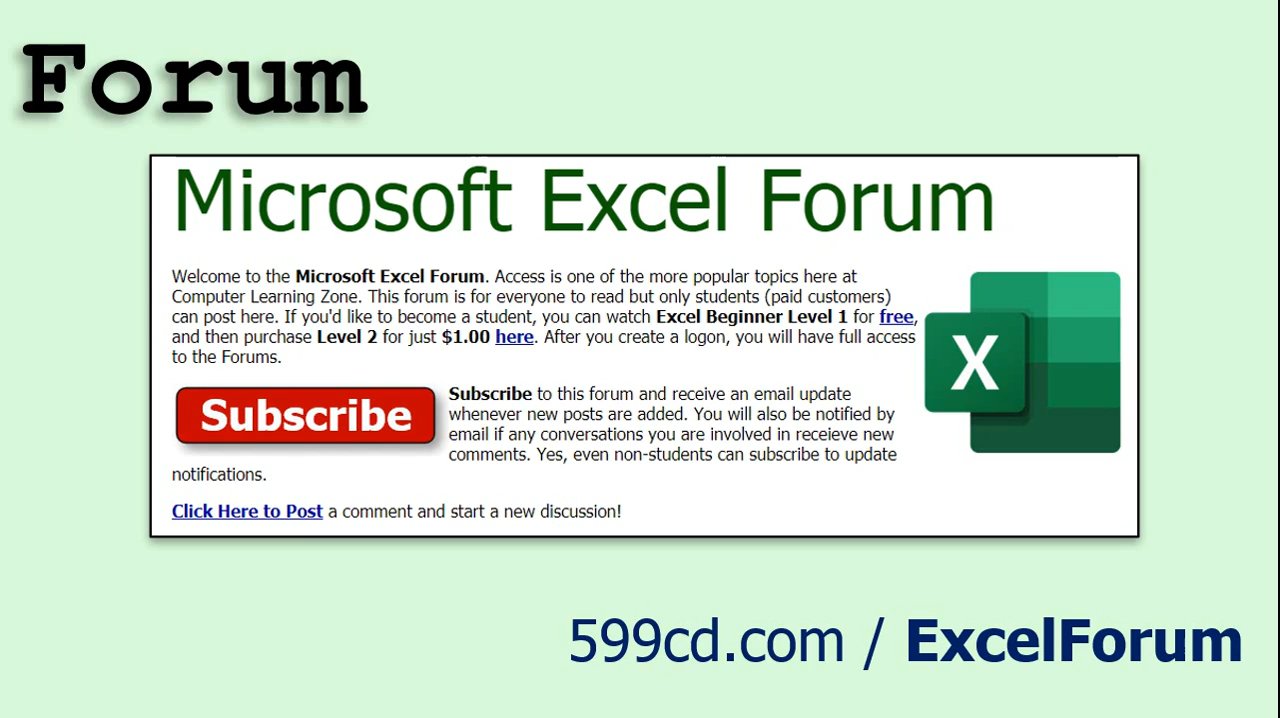 Forum
Microsoft Excel Forum
Welcome to the Microsoft Excel Forum. Access is one of the more popular topics here at
Computer Learning Zone. This forum is for everyone to read but only students (paid customers)
can post here. If you'd like to become a student, you can watch Excel Beginner Level 1 for free,
and then purchase Level 2 for just $1.00 here. After you create a logon, you will have full access
to the Forums.
Subscribe
Subscribe to this forum and receive an email update
whenever new posts are added. You will also be notified by
email if any conversations you are involved in receieve new
comments. Yes, even non-students can subscribe to update
notifications.
Click Here to Post a comment and start a new discussion!
X
599cd.com / ExcelForum